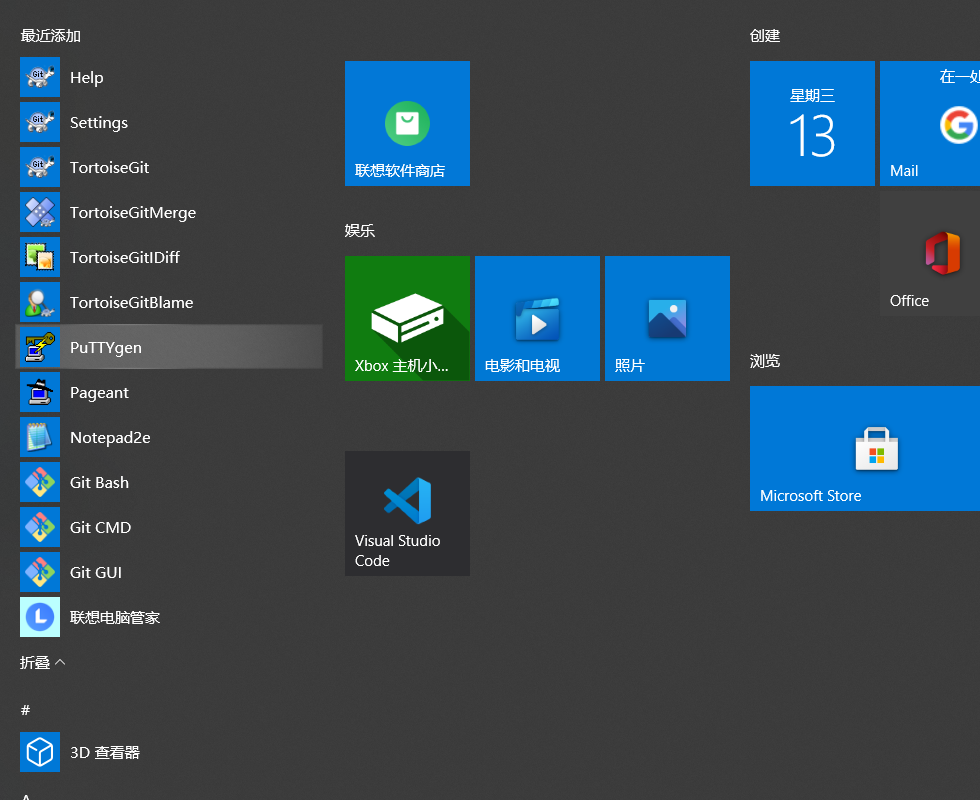 最近添加
Help
Settings
TortoiseGit
TortoiseGitMerge
TortoiseGitIDiff
TortoiseGitBlame
PuTTYgen
Pageant
Notepad2e
Git Bash
Git CMD
Git GUI
联想电脑管家
折叠
#
3D 查看器
联想软件商店
娱乐
Xbox 主机小...
电影和电视
照片
Visual Studio
Code
创建
星期三
13
在一处
Mail
Office
浏览
Microsoft Store